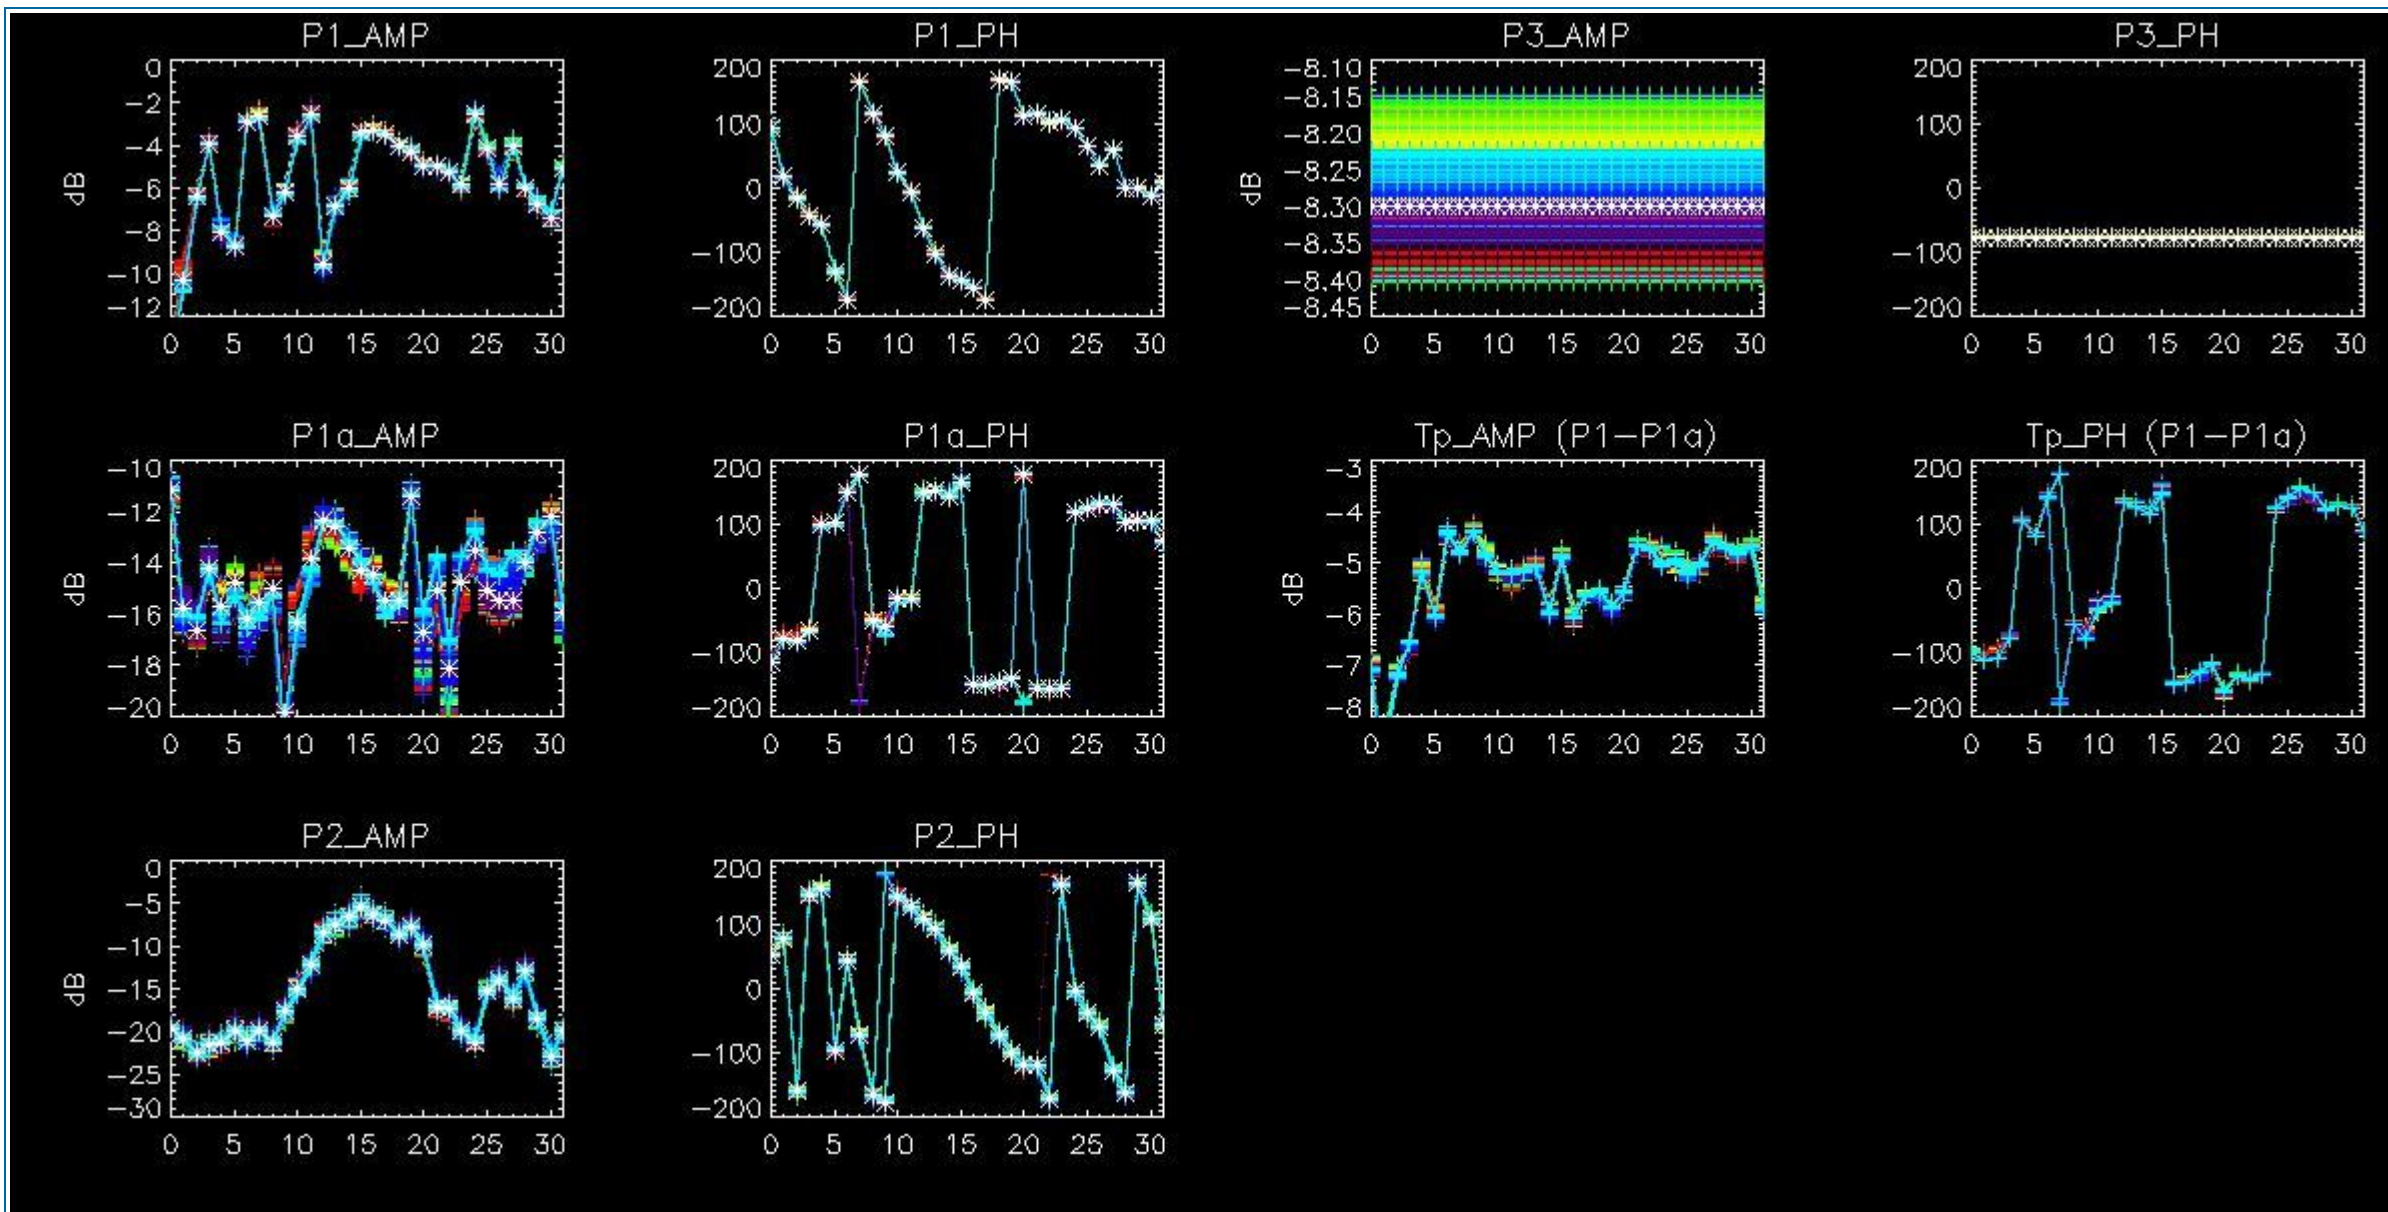 P1_AMP
P1_PH
P3_AMP
P3_PH
0
−2
−4
−6
−8
−10
−12
dB
0 5 10 15 20 25 30
200
100
0
−100
−200
0 5 10 15 20 25 30
−8.10
−8.15
−8.20
−8.25
−8.30
−8.35
−8.40
−8.45
dB
0 5 10 15 20 25 30
200
100
0
−100
−200
0 5 10 15 20 25 30
P1a_AMP
P1a_PH
Tp_AMP (P1−P1a)
Tp_PH (P1−P1a)
−10
−12
−14
−16
−18
−20
dB
0 5 10 15 20 25 30
200
100
0
−100
−200
0 5 10 15 20 25 30
−3
−4
−5
−6
−7
−8
dB
0 5 10 15 20 25 30
200
100
0
−100
−200
0 5 10 15 20 25 30
P2_AMP
P2_PH
0
−5
−10
−15
−20
−25
−30
dB
0 5 10 15 20 25 30
200
100
0
−100
−200
0 5 10 15 20 25 30